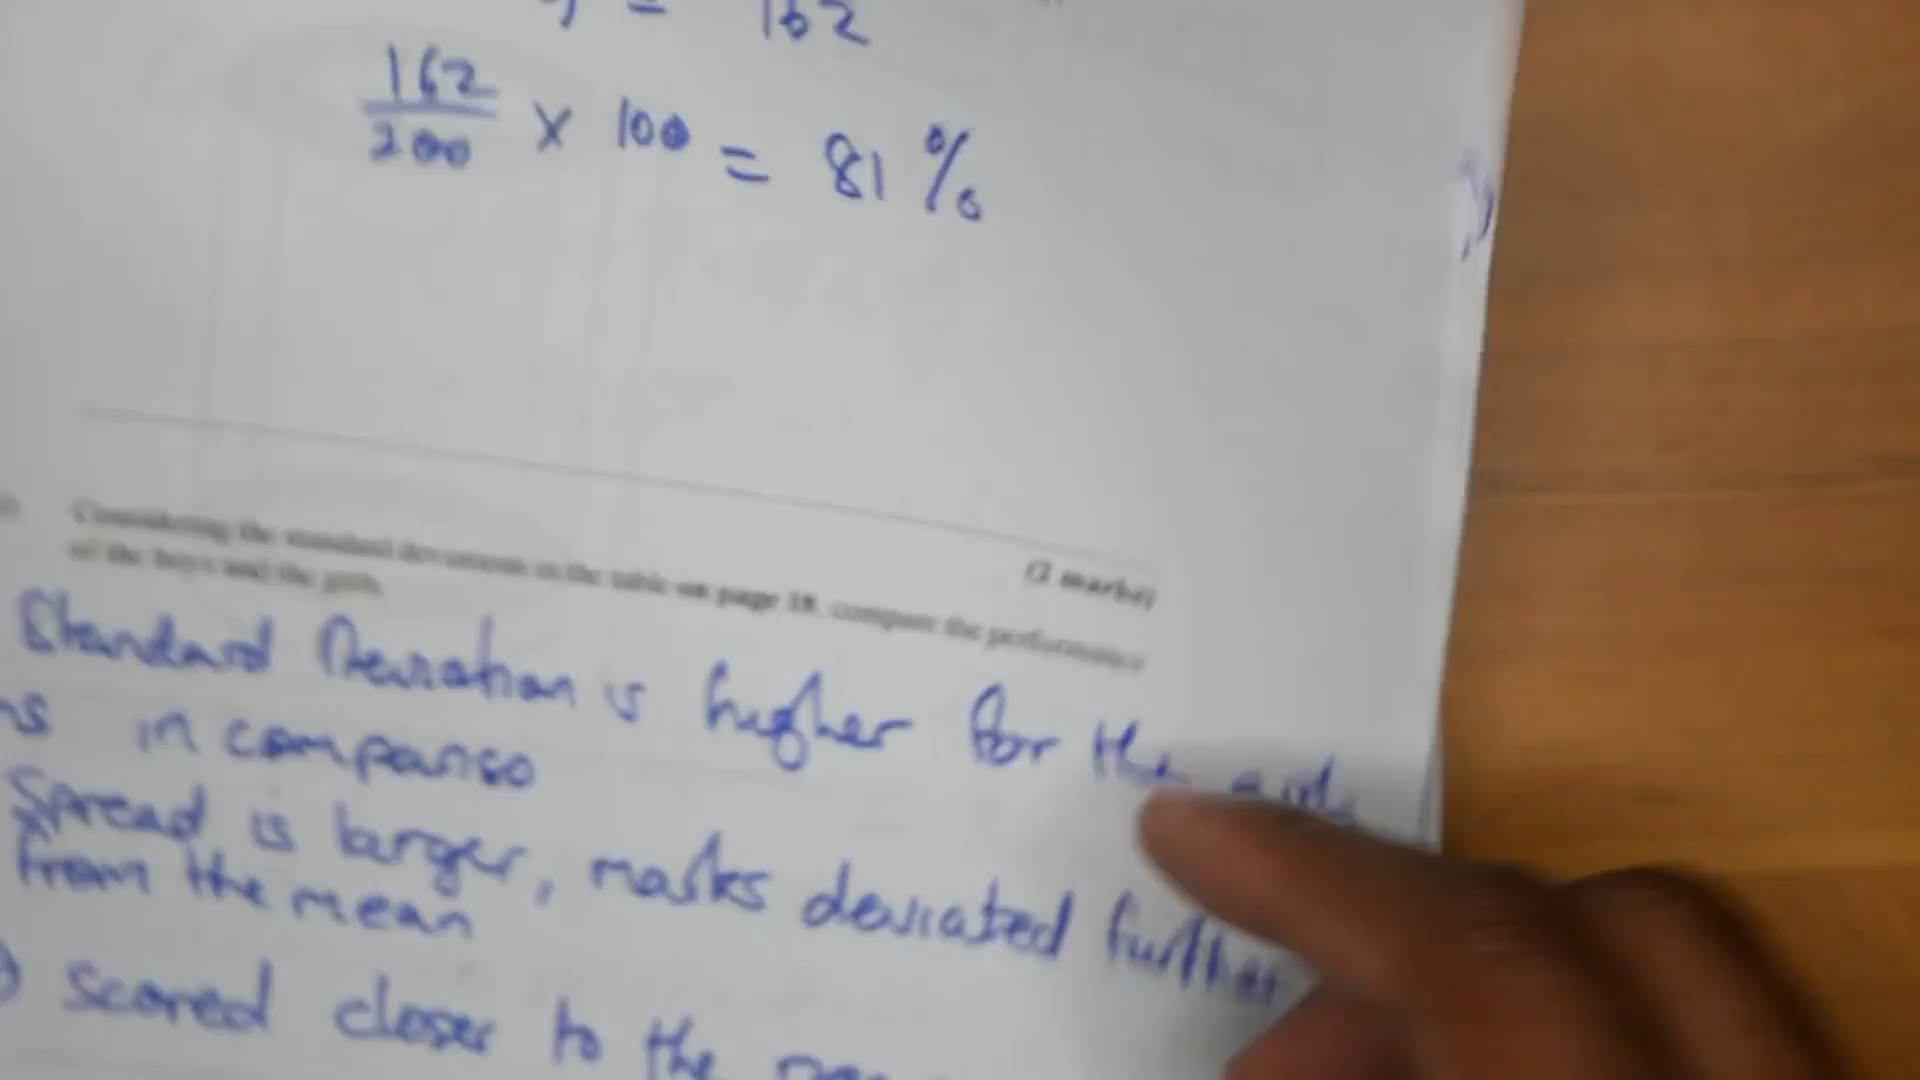 = 162
162
200
× 100 = 81 %
(2 marks)
Considering the standard deviations in the table on page 18, compare the performance
of the boys and the girls.
Standard Deviation is higher for the girls
in compariso
Spread is larger, marks deviated further
from the mean
scored closer to the